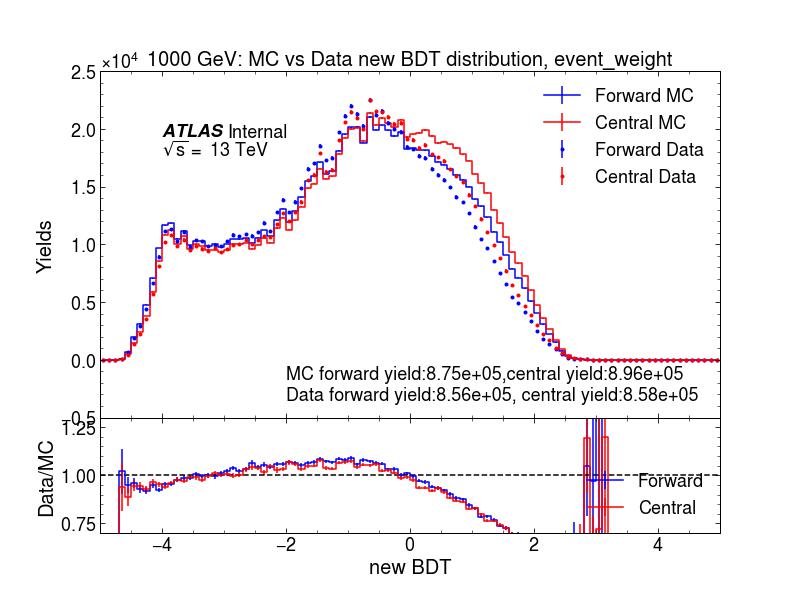 ×10⁴ 1000 GeV: MC vs Data new BDT distribution, event_weight
2.5
2.0
1.5
1.0
0.5
0.0
0.5
Yields
ATLAS Internal
√s = 13 TeV
Forward MC
Central MC
Forward Data
Central Data
MC forward yield:8.75e+05,central yield:8.96e+05
Data forward yield:8.56e+05, central yield:8.58e+05
1.25
1.00
0.75
Data/MC
Forward
Central
−4 −2 0 2 4
new BDT